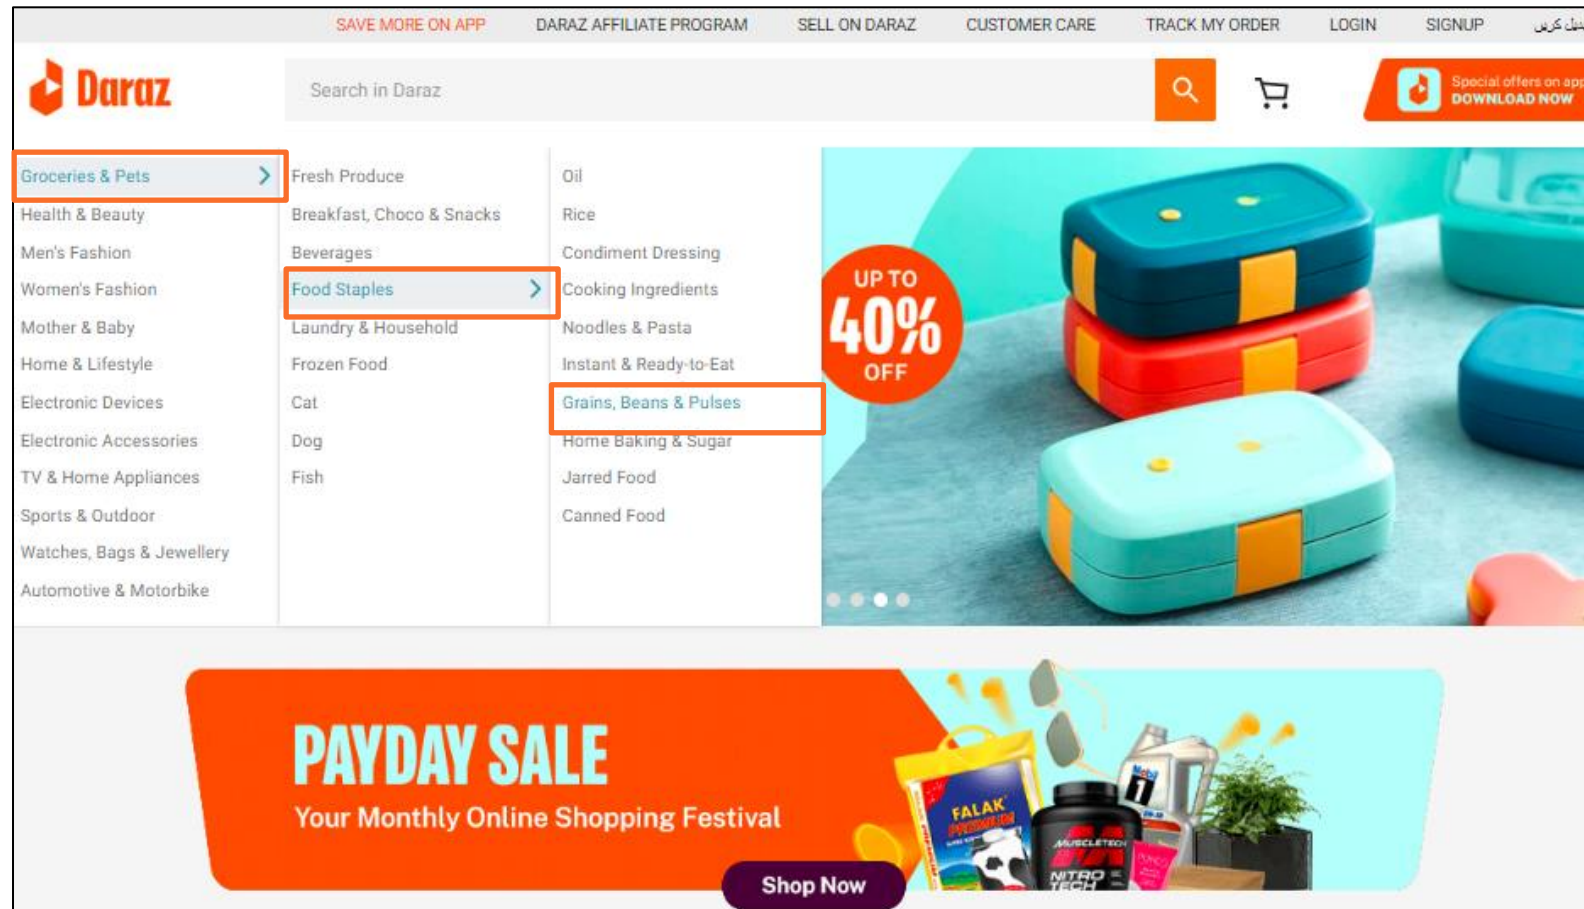 SAVE MORE ON APP DARAZ AFFILIATE PROGRAM SELL ON DARAZ CUSTOMER CARE TRACK MY ORDER LOGIN SIGNUP کریں
Daraz
Search in Daraz
Special offers on app
DOWNLOAD NOW
Groceries & Pets
Health & Beauty
Men's Fashion
Women's Fashion
Mother & Baby
Home & Lifestyle
Electronic Devices
Electronic Accessories
TV & Home Appliances
Sports & Outdoor
Watches, Bags & Jewellery
Automotive & Motorbike
Fresh Produce
Breakfast, Choco & Snacks
Beverages
Food Staples
Laundry & Household
Frozen Food
Cat
Dog
Fish
Oil
Rice
Condiment Dressing
Cooking Ingredients
Noodles & Pasta
Instant & Ready-to-Eat
Grains, Beans & Pulses
Home Baking & Sugar
Jarred Food
Canned Food
UP TO
40%
OFF
PAYDAY SALE
Your Monthly Online Shopping Festival
Shop Now
FALAK
PREMIUM
MUSCLETECH
NITRO
TECH
Mobil
1